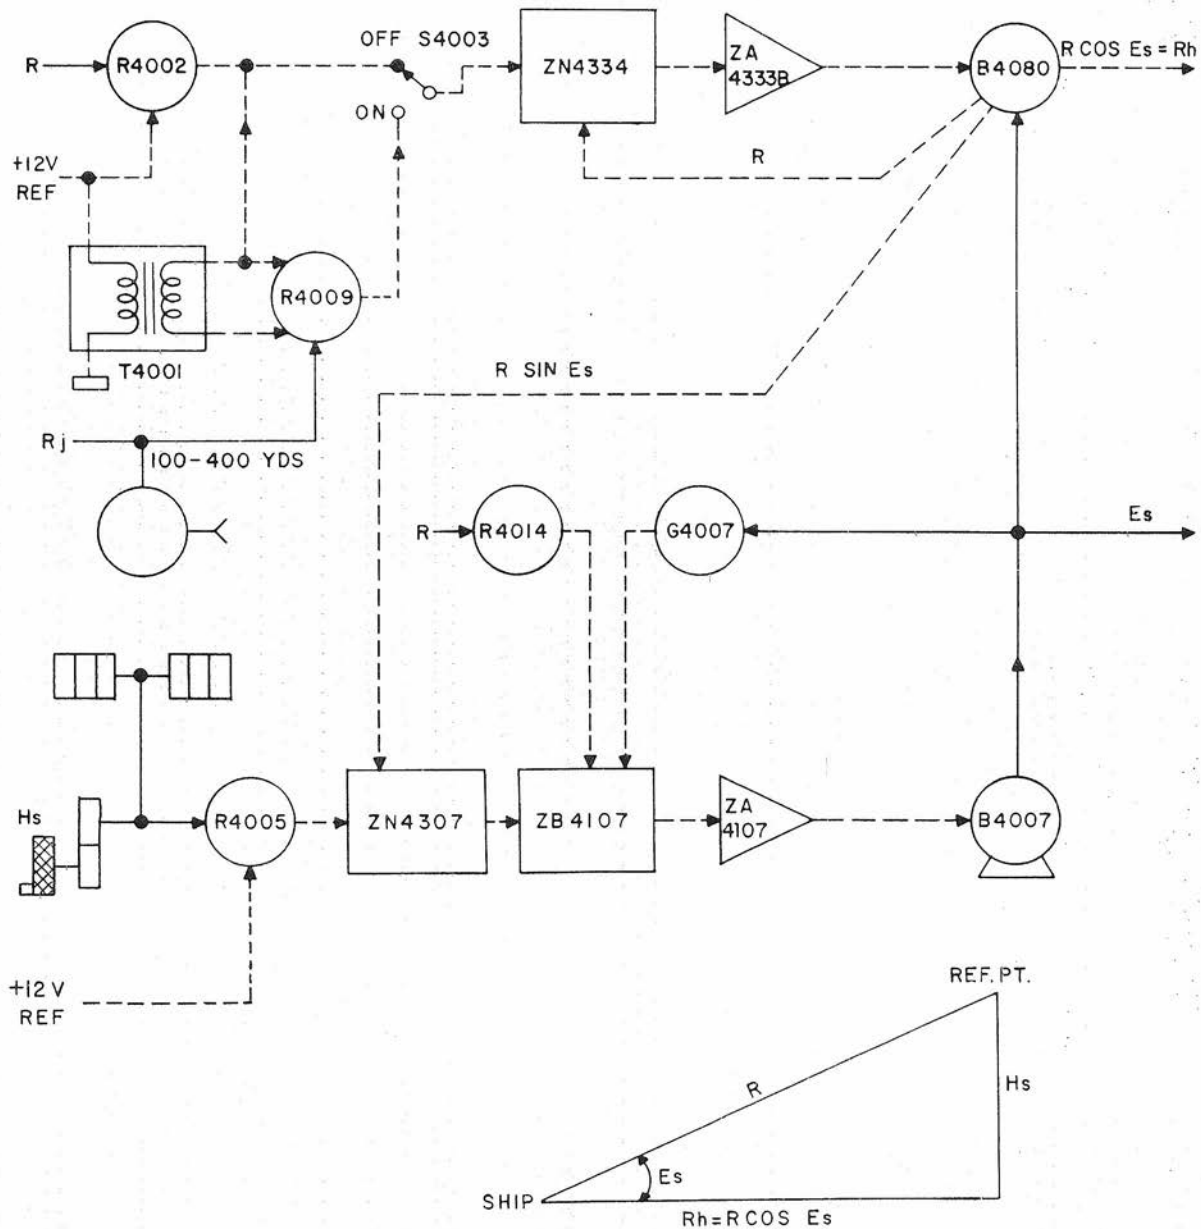 R
R4002
OFF S4003
ZN4334
ZA
4333B
B4080
R COS Es = Rh
ON
+12V
REF
R
R4009
T4001
R SIN Es
Rj
100-400 YDS
R
R4014
G4007
Es
Hs
R4005
ZN4307
ZB4107
ZA
4107
B4007
+12V
REF
REF. PT.
R
Hs
Es
SHIP
Rh=RCOS Es